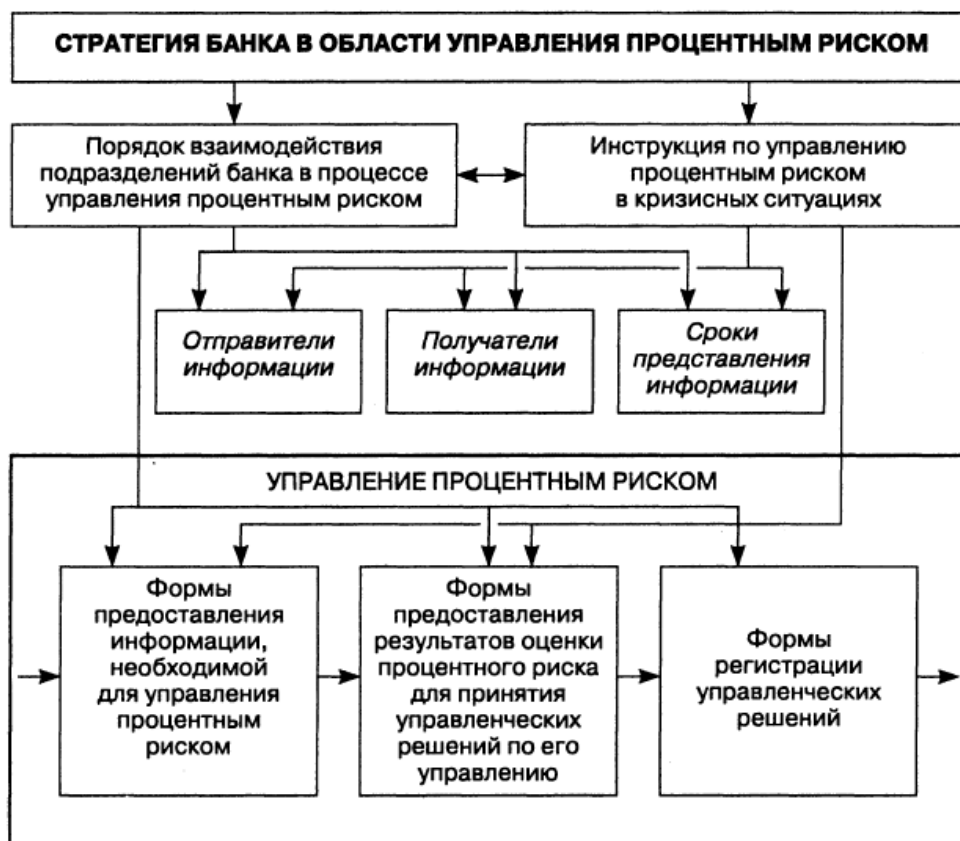 СТРАТЕГИЯ БАНКА В ОБЛАСТИ УПРАВЛЕНИЯ ПРОЦЕНТНЫМ РИСКОМ
Порядок взаимодействия
подразделений банка в процессе
управления процентным риском
Инструкция по управлению
процентным риском
в кризисных ситуациях
Отправители
информации
Получатели
информации
Сроки
представления
информации
УПРАВЛЕНИЕ ПРОЦЕНТНЫМ РИСКОМ
Формы
предоставления
информации,
необходимой
для управления
процентным
риском
Формы
предоставления
результатов оценки
процентного риска
для принятия
управленческих
решений по его
управлению
Формы
регистрации
управленческих
решений